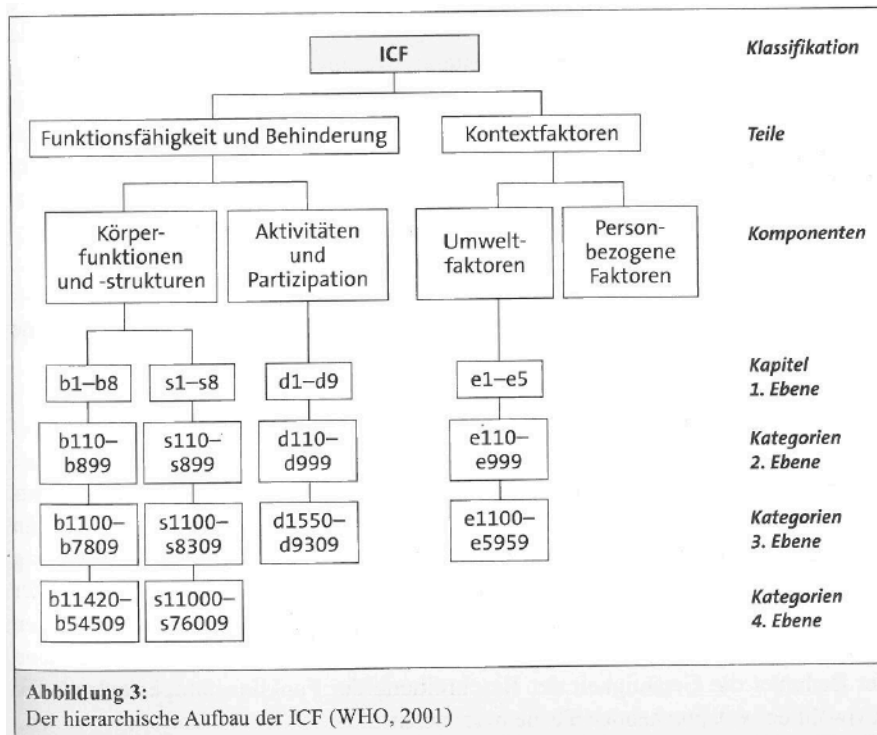 ICF
Klassifikation
Funktionsfähigkeit und Behinderung
Kontextfaktoren
Teile
Körper-
funktionen
und -strukturen
Aktivitäten
und
Partizipation
Umwelt-
faktoren
Person-
bezogene
Faktoren
Komponenten
b1–b8
s1–s8
d1–d9
e1–e5
Kapitel
1. Ebene
b110–
b899
s110–
s899
d110–
d999
e110–
e999
Kategorien
2. Ebene
b1100–
b7809
s1100–
s8309
d1550–
d9309
e1100–
e5959
Kategorien
3. Ebene
b11420–
b54509
s11000–
s76009
Kategorien
4. Ebene
Abbildung 3:
Der hierarchische Aufbau der ICF (WHO, 2001)